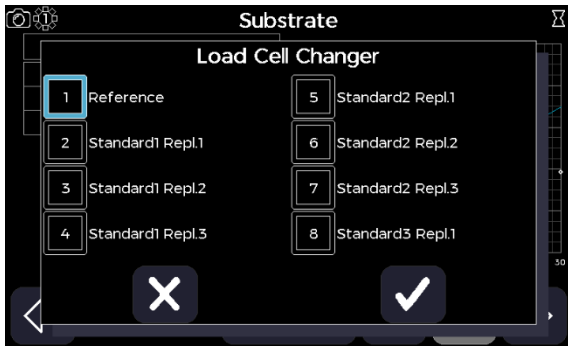 1
Substrate
Load Cell Changer
1 Reference
2 Standard1 Repl.1
3 Standard1 Repl.2
4 Standard1 Repl.3
5 Standard2 Repl.1
6 Standard2 Repl.2
7 Standard2 Repl.3
8 Standard3 Repl.1
30